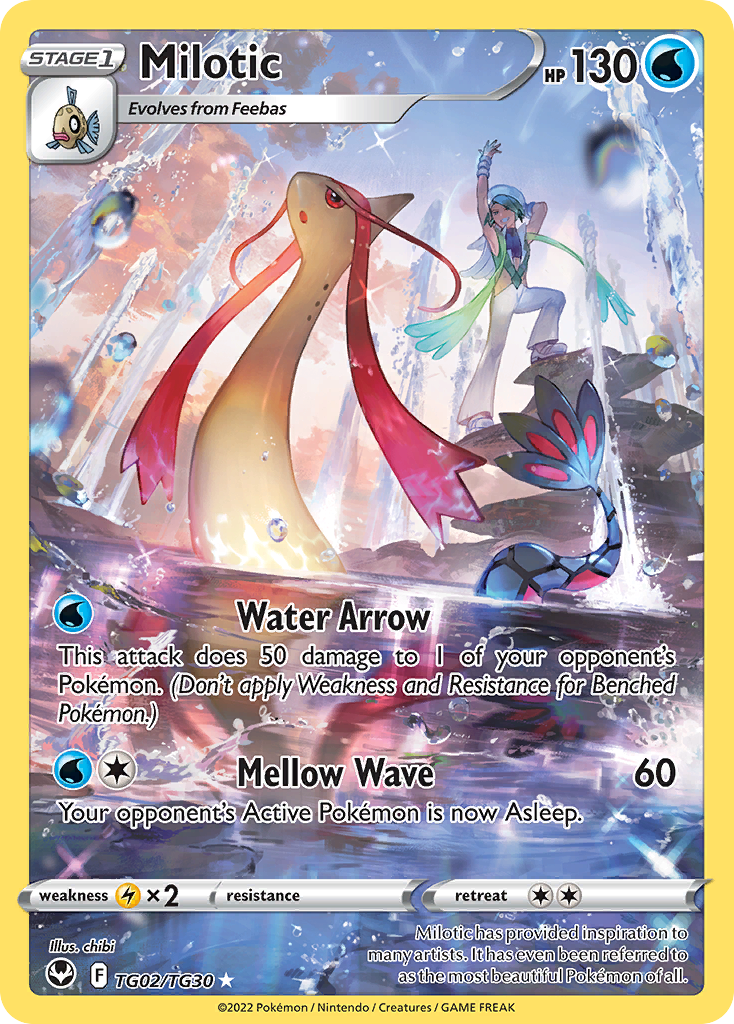 STAGE 1 Milotic HP 130
Evolves from Feebas
Water Arrow
This attack does 50 damage to 1 of your opponent's
Pokémon. (Don't apply Weakness and Resistance for Benched
Pokémon.)
Mellow Wave 60
Your opponent's Active Pokémon is now Asleep.
weakness ×2 resistance retreat
Illus. chibi
Milotic has provided inspiration to
many artists. It has even been referred to
as the most beautiful Pokémon of all.
F TG02/TG30 ★
©2022 Pokémon / Nintendo / Creatures / GAME FREAK